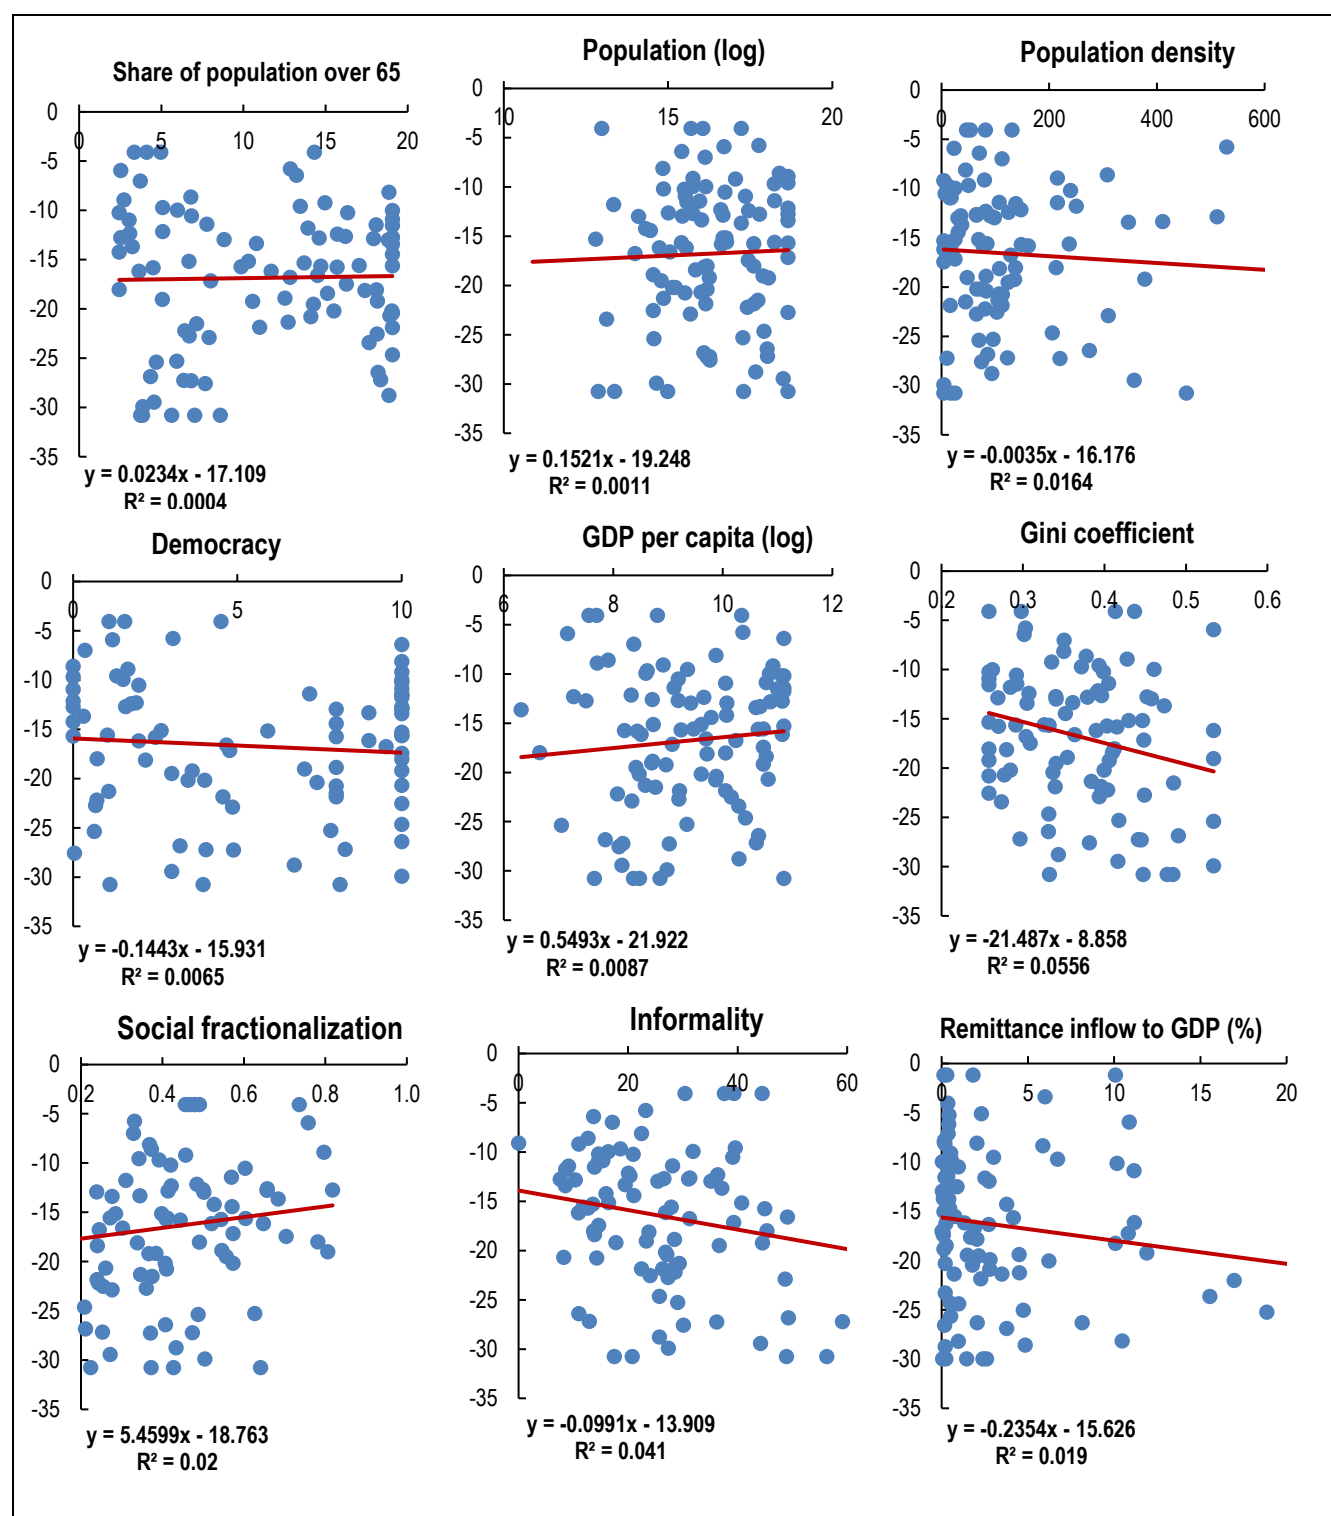 Share of population over 65
0
-5
-10
-15
-20
-25
-30
-35
0 5 10 15 20
y = 0.0234x - 17.109
R² = 0.0004
Population (log)
0
-5
-10
-15
-20
-25
-30
-35
10 15 20
y = 0.1521x - 19.248
R² = 0.0011
Population density
0
-5
-10
-15
-20
-25
-30
-35
0 200 400 600
y = -0.0035x - 16.176
R² = 0.0164
Democracy
0
-5
-10
-15
-20
-25
-30
-35
0 5 10
y = -0.1443x - 15.931
R² = 0.0065
GDP per capita (log)
0
-5
-10
-15
-20
-25
-30
-35
6 8 10 12
y = 0.5493x - 21.922
R² = 0.0087
Gini coefficient
0
-5
-10
-15
-20
-25
-30
-35
0.2 0.3 0.4 0.5 0.6
y = -21.487x - 8.858
R² = 0.0556
Social fractionalization
0
-5
-10
-15
-20
-25
-30
-35
0.2 0.4 0.6 0.8 1.0
y = 5.4599x - 18.763
R² = 0.02
Informality
0
-5
-10
-15
-20
-25
-30
-35
0 20 40 60
y = -0.0991x - 13.909
R² = 0.041
Remittance inflow to GDP (%)
0
-5
-10
-15
-20
-25
-30
-35
0 5 10 15 20
y = -0.2354x - 15.626
R² = 0.019